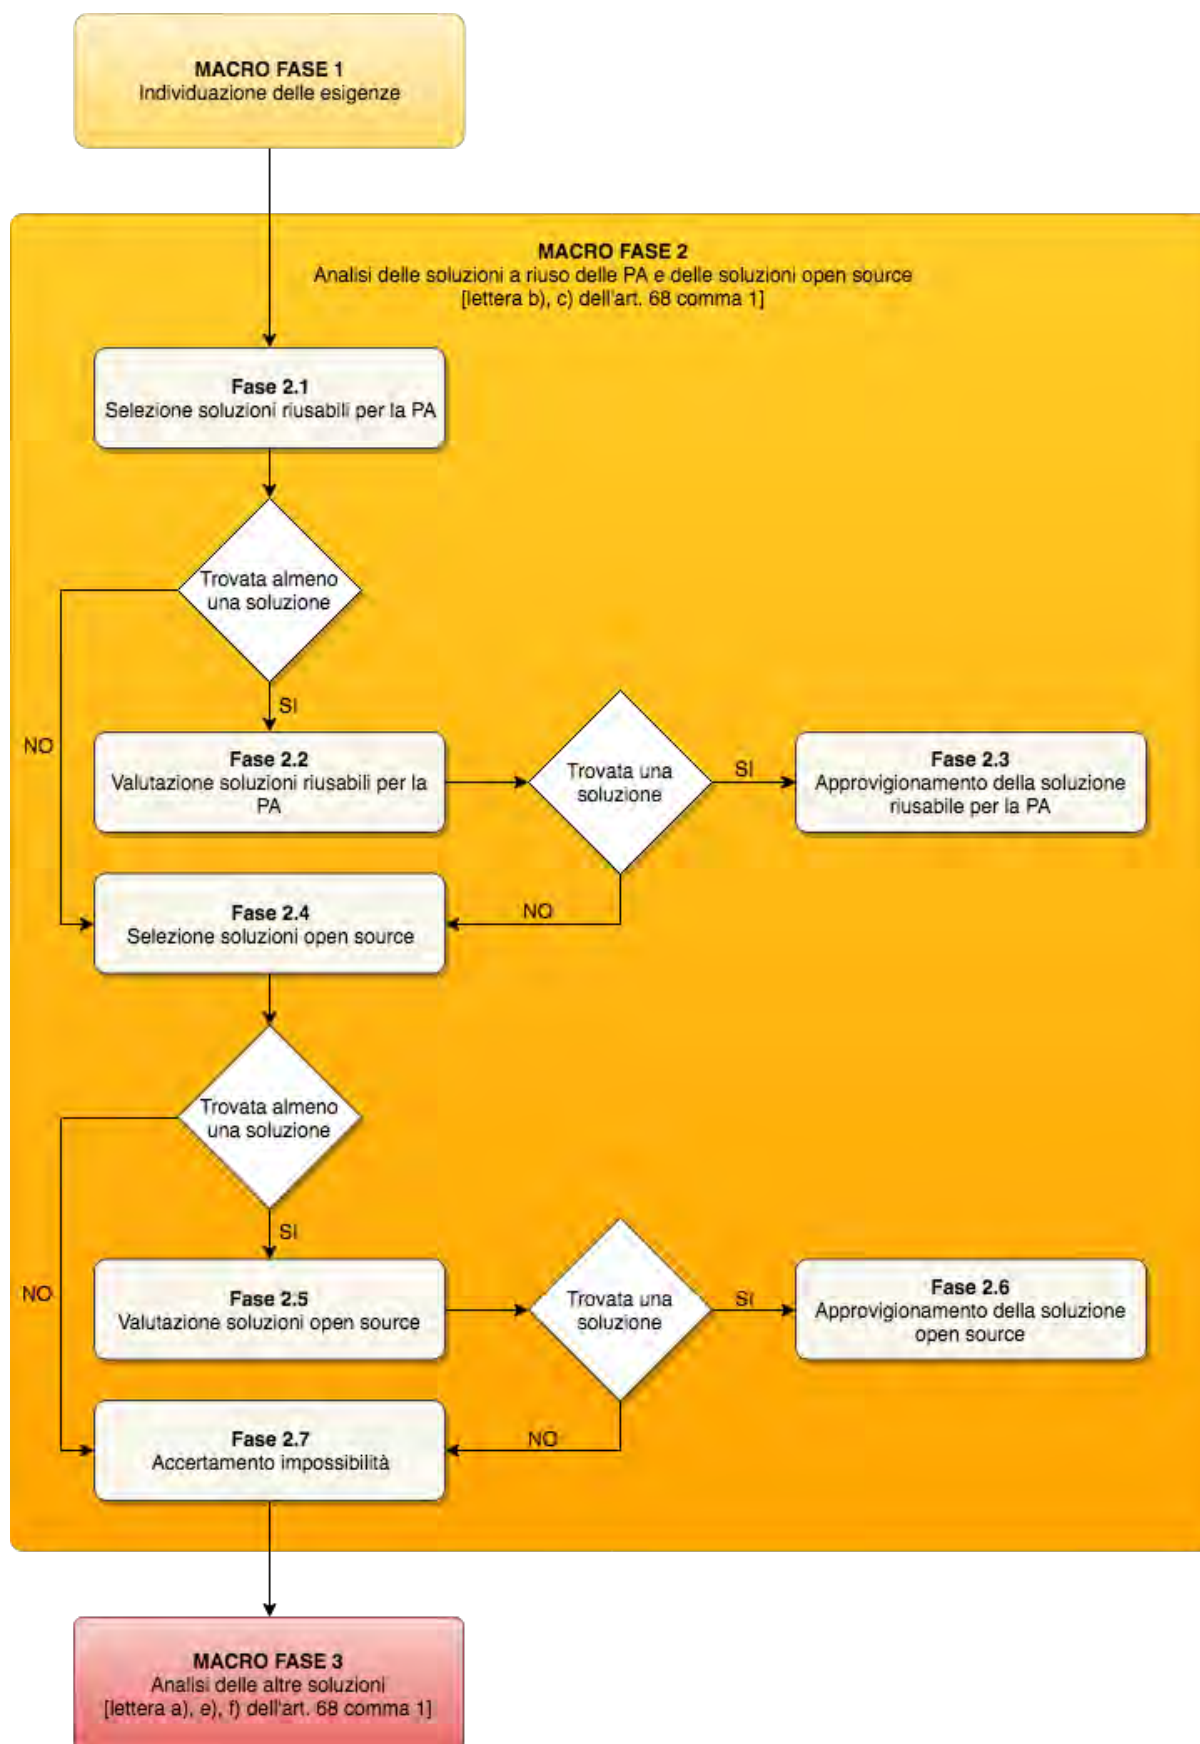 MACRO FASE 1
Individuazione delle esigenze
MACRO FASE 2
Analisi delle soluzioni a riuso delle PA e delle soluzioni open source
[lettera b), c) dell'art. 68 comma 1]
Fase 2.1
Selezione soluzioni riusabili per la PA
Trovata almeno
una soluzione
SI
NO
Fase 2.2
Valutazione soluzioni riusabili per la
PA
Trovata una
soluzione
SI
Fase 2.3
Approvigionamento della soluzione
riusabile per la PA
NO
Fase 2.4
Selezione soluzioni open source
Trovata almeno
una soluzione
SI
NO
Fase 2.5
Valutazione soluzioni open source
Trovata una
soluzione
SI
Fase 2.6
Approvigionamento della soluzione
open source
NO
Fase 2.7
Accertamento impossibilità
MACRO FASE 3
Analisi delle altre soluzioni
[lettera a), e), f) dell'art. 68 comma 1]